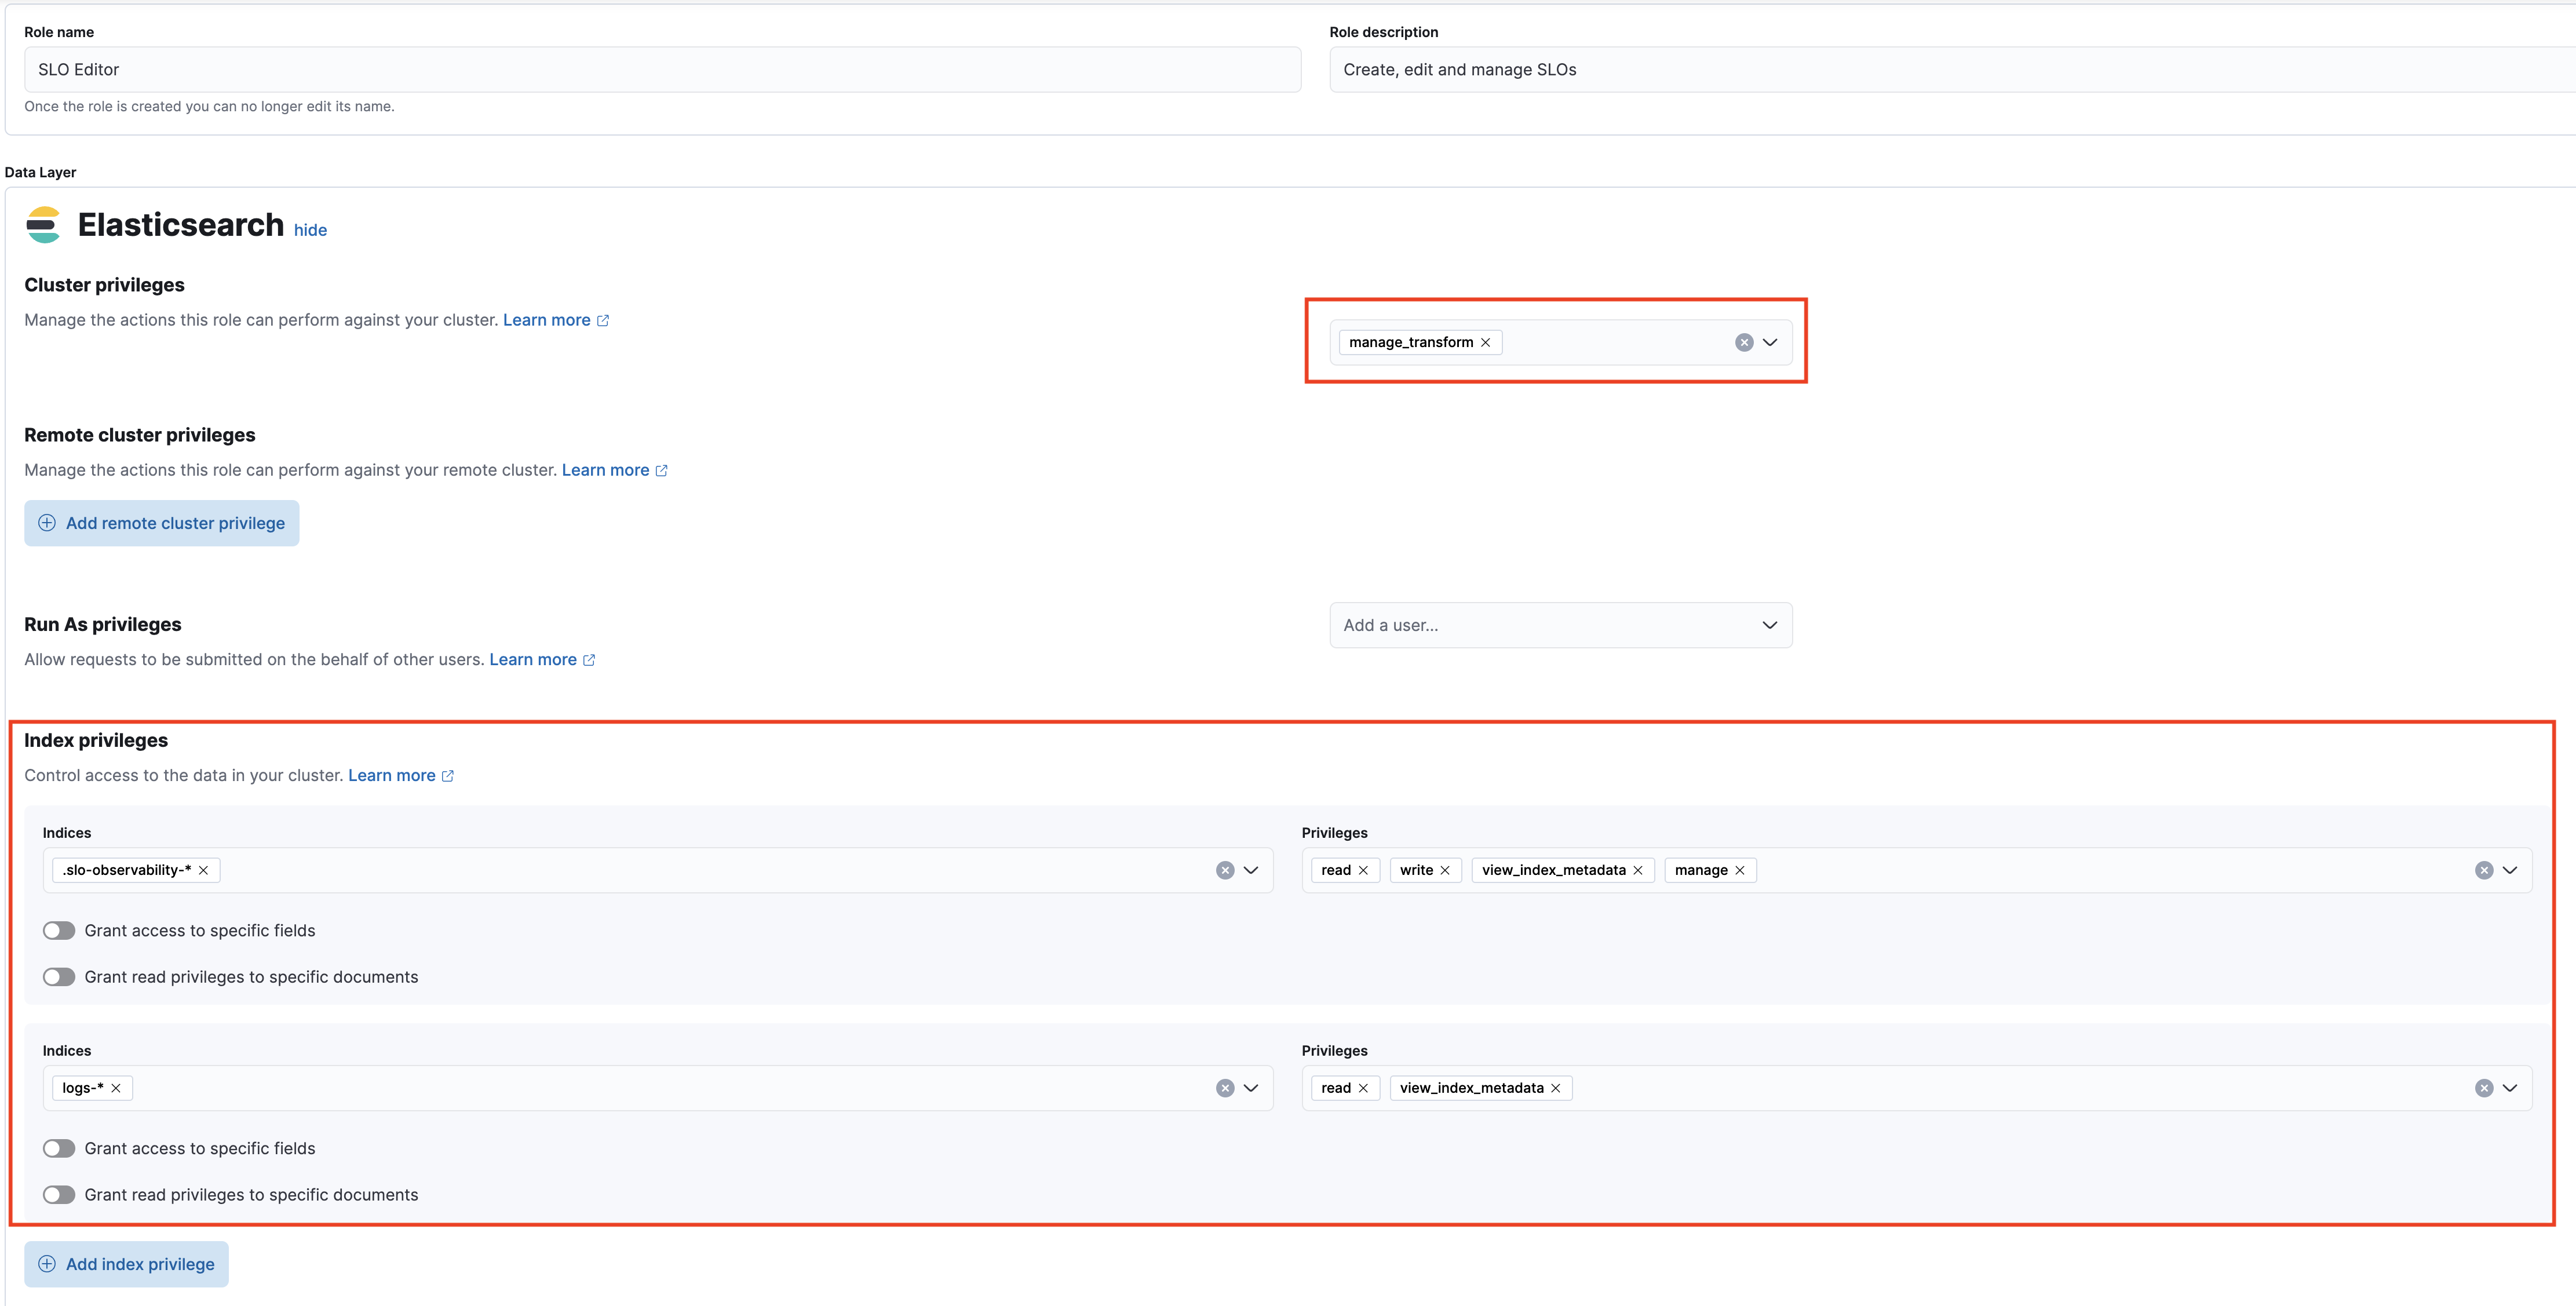 Role name
SLO Editor
Once the role is created you can no longer edit its name.
Role description
Create, edit and manage SLOs
Data Layer
Elasticsearch hide
Cluster privileges
Manage the actions this role can perform against your cluster. Learn more
manage_transform
Remote cluster privileges
Manage the actions this role can perform against your remote cluster. Learn more
Add remote cluster privilege
Run As privileges
Allow requests to be submitted on the behalf of other users. Learn more
Add a user...
Index privileges
Control access to the data in your cluster. Learn more
Indices
.slo-observability-*
Privileges
read write view_index_metadata manage
Grant access to specific fields
Grant read privileges to specific documents
Indices
logs-*
Privileges
read view_index_metadata
Grant access to specific fields
Grant read privileges to specific documents
Add index privilege